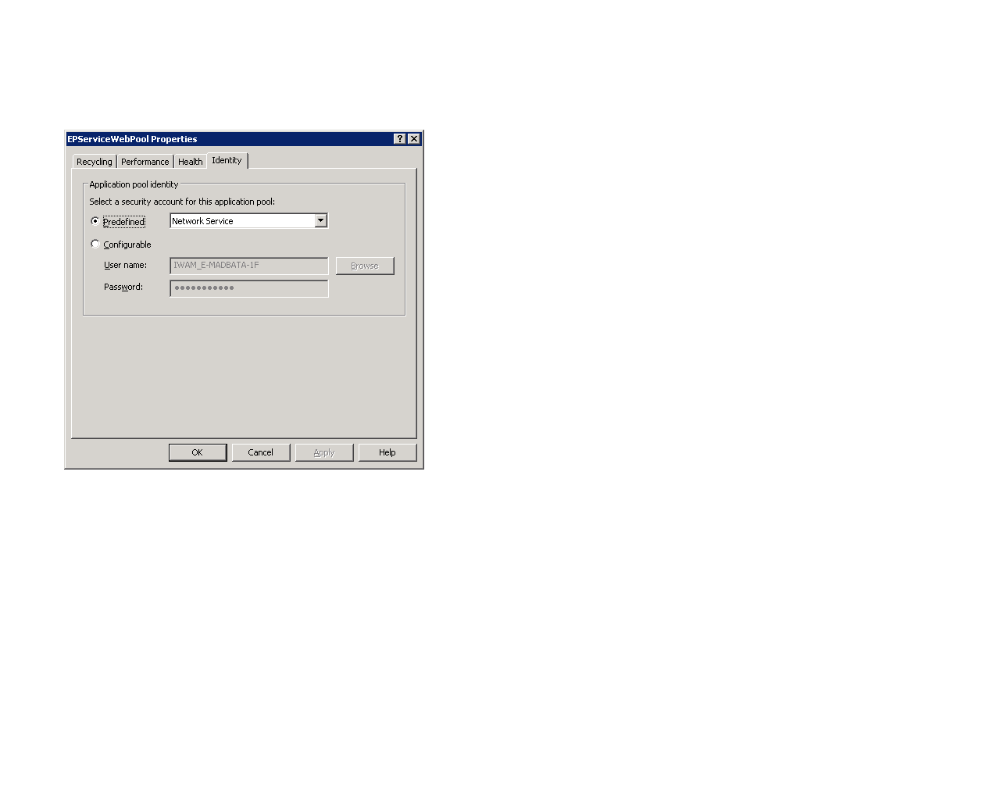 EPServiceWebPool Properties
Recycling Performance Health Identity
Application pool identity
Select a security account for this application pool:
Predefined Network Service
Configurable
User name: IWAM_E-MADBATA-1F Browse
Password: ●●●●●●●●●●●
OK Cancel Apply Help